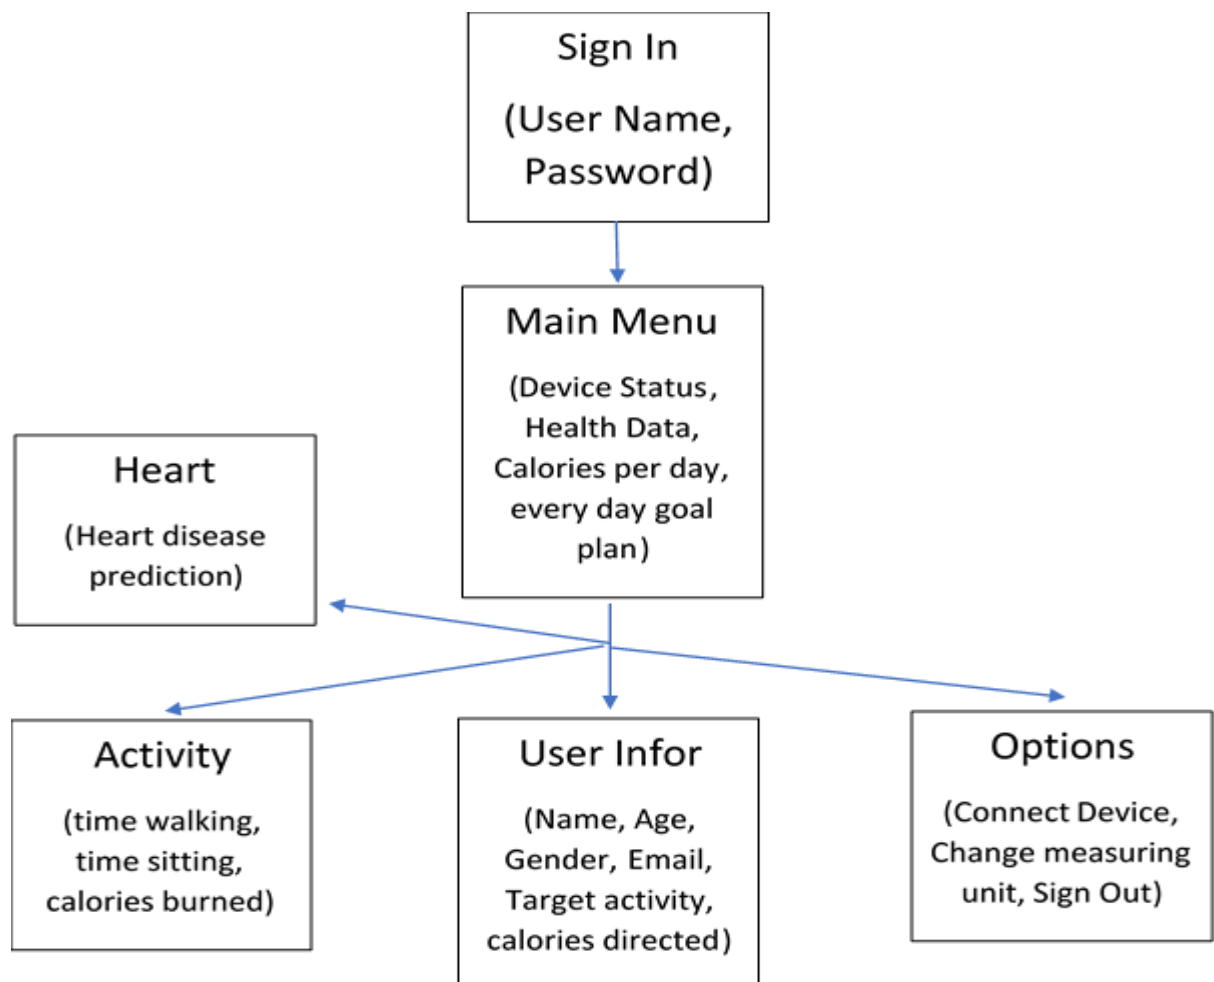 Sign In
(User Name,
Password)
Main Menu
(Device Status,
Health Data,
Calories per day,
every day goal
plan)
Heart
(Heart disease
prediction)
Activity
(time walking,
time sitting,
calories burned)
User Infor
(Name, Age,
Gender, Email,
Target activity,
calories directed)
Options
(Connect Device,
Change measuring
unit, Sign Out)